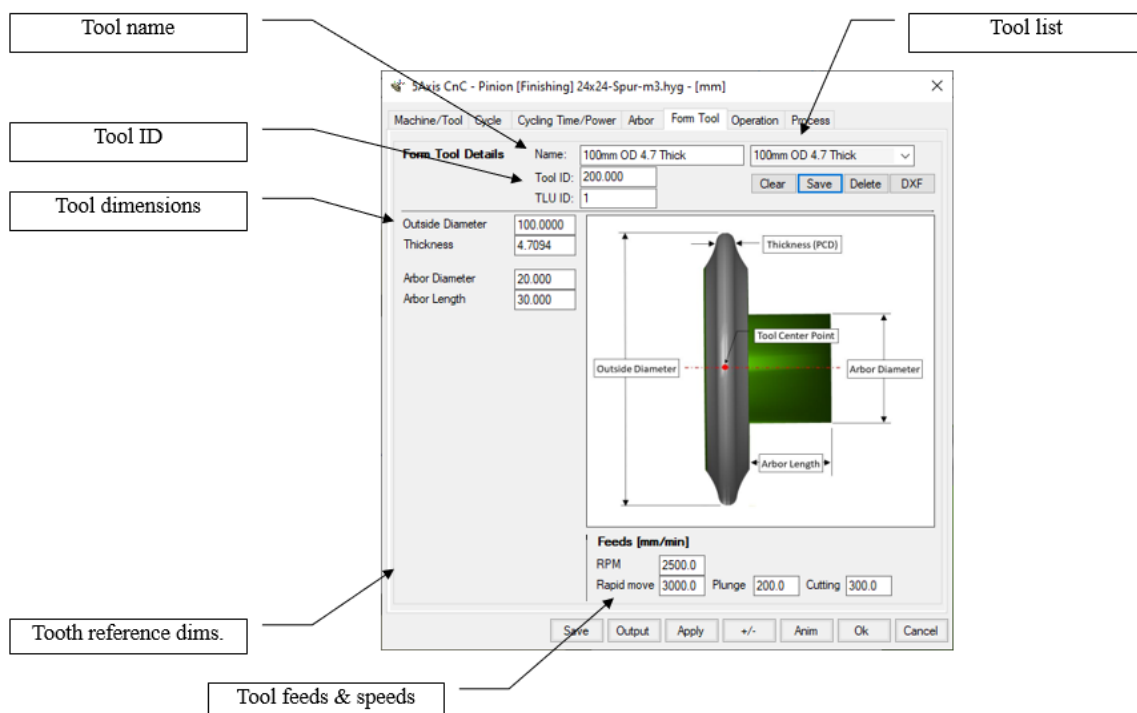 Tool name
Tool list
5Axis CnC - Pinion [Finishing] 24x24-Spur-m3.hyg - [mm]
Machine/Tool Cycle Cycling Time/Power Arbor Form Tool Operation Process
Tool ID
Form Tool Details Name: 100mm OD 4.7 Thick 100mm OD 4.7 Thick
Tool ID: 200.000 Clear Save Delete DXF
TLU ID: 1
Tool dimensions
Outside Diameter 100.0000
Thickness 4.7094
Thickness (PCD)
Arbor Diameter 20.000
Arbor Length 30.000
Tool Center Point
Outside Diameter Arbor Diameter
Arbor Length
Feeds [mm/min]
RPM 2500.0
Rapid move 3000.0 Plunge 200.0 Cutting 300.0
Tooth reference dims.
Save Output Apply +/- Anim Ok Cancel
Tool feeds & speeds